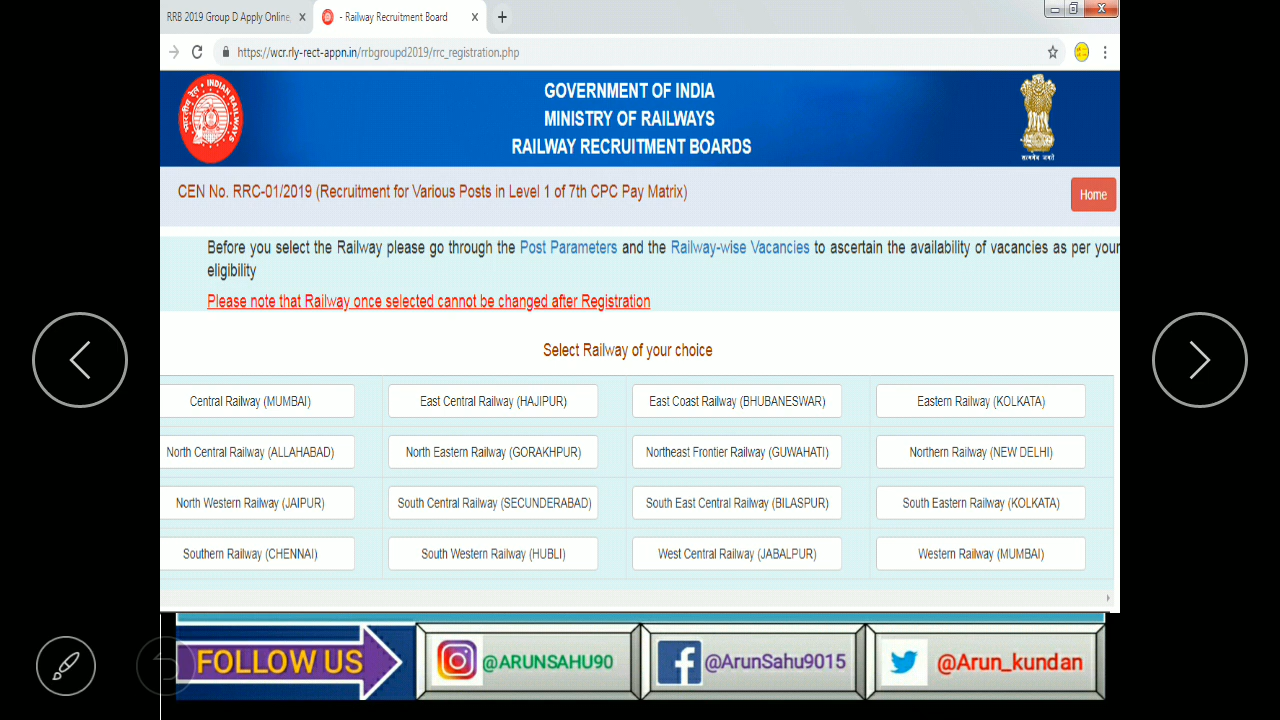 RRB 2019 Group D Apply Online
- Railway Recruitment Board
https://wcr.rly-rect-appn.in/rrbgroupd2019/rrc_registration.php
GOVERNMENT OF INDIA
MINISTRY OF RAILWAYS
RAILWAY RECRUITMENT BOARDS
भारतीय रेल
INDIAN RAILWAYS
सत्यमेव जयते
CEN No. RRC-01/2019 (Recruitment for Various Posts in Level 1 of 7th CPC Pay Matrix)
Home
Before you select the Railway please go through the Post Parameters and the Railway-wise Vacancies to ascertain the availability of vacancies as per your
eligibility
Please note that Railway once selected cannot be changed after Registration
Select Railway of your choice
Central Railway (MUMBAI) East Central Railway (HAJIPUR) East Coast Railway (BHUBANESWAR) Eastern Railway (KOLKATA)
North Central Railway (ALLAHABAD) North Eastern Railway (GORAKHPUR) Northeast Frontier Railway (GUWAHATI) Northern Railway (NEW DELHI)
North Western Railway (JAIPUR) South Central Railway (SECUNDERABAD) South East Central Railway (BILASPUR) South Eastern Railway (KOLKATA)
Southern Railway (CHENNAI) South Western Railway (HUBLI) West Central Railway (JABALPUR) Western Railway (MUMBAI)
FOLLOW US @ARUNSAHU90 @ArunSahu9015 @Arun_kundan